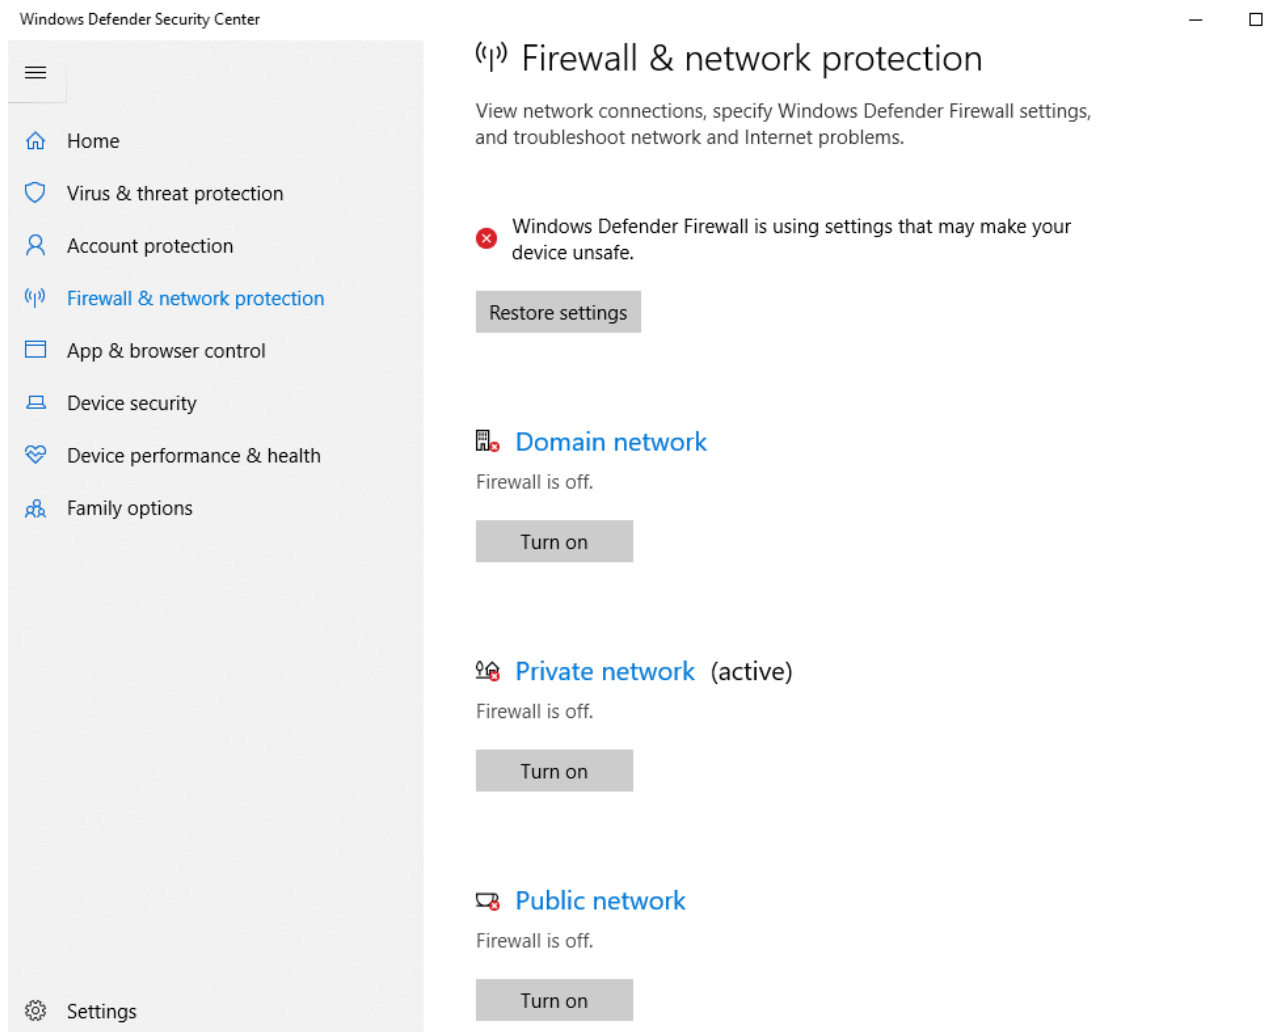 Windows Defender Security Center
Home
Virus & threat protection
Account protection
Firewall & network protection
App & browser control
Device security
Device performance & health
Family options
Settings
Firewall & network protection
View network connections, specify Windows Defender Firewall settings,
and troubleshoot network and Internet problems.
Windows Defender Firewall is using settings that may make your
device unsafe.
Restore settings
Domain network
Firewall is off.
Turn on
Private network (active)
Firewall is off.
Turn on
Public network
Firewall is off.
Turn on